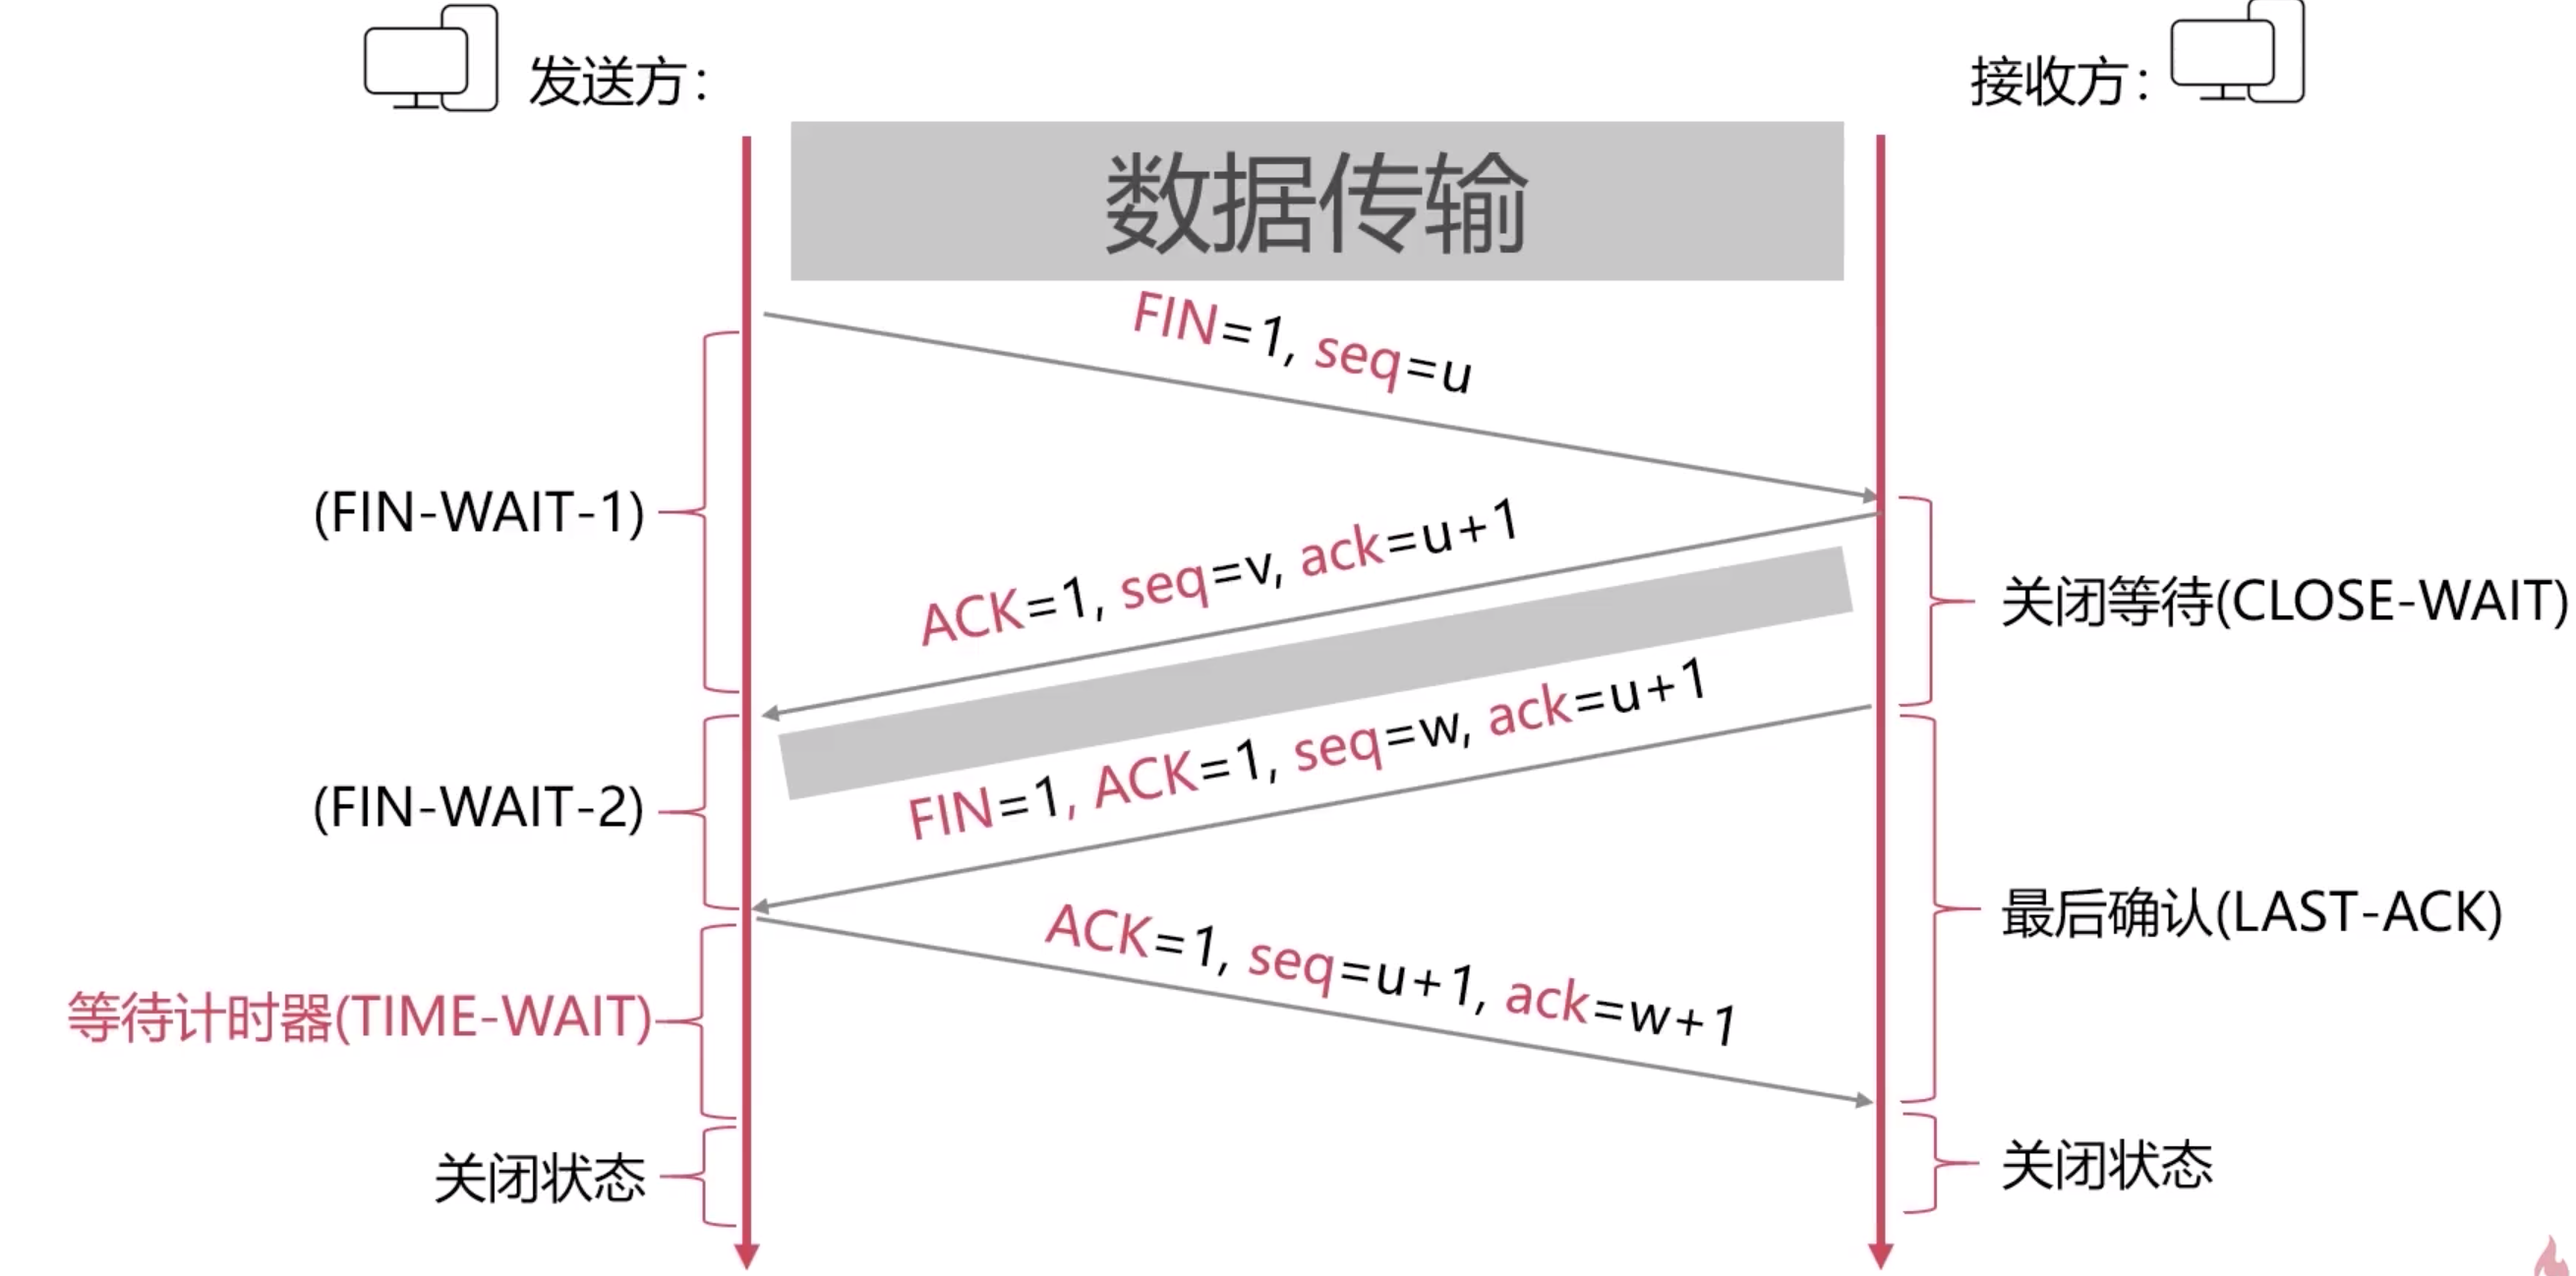 发送方：
接收方：
数据传输
FIN=1, seq=u
(FIN-WAIT-1)
ACK=1, seq=v, ack=u+1
关闭等待(CLOSE-WAIT)
FIN=1, ACK=1, seq=w, ack=u+1
(FIN-WAIT-2)
最后确认(LAST-ACK)
ACK=1, seq=u+1, ack=w+1
等待计时器(TIME-WAIT)
关闭状态
关闭状态